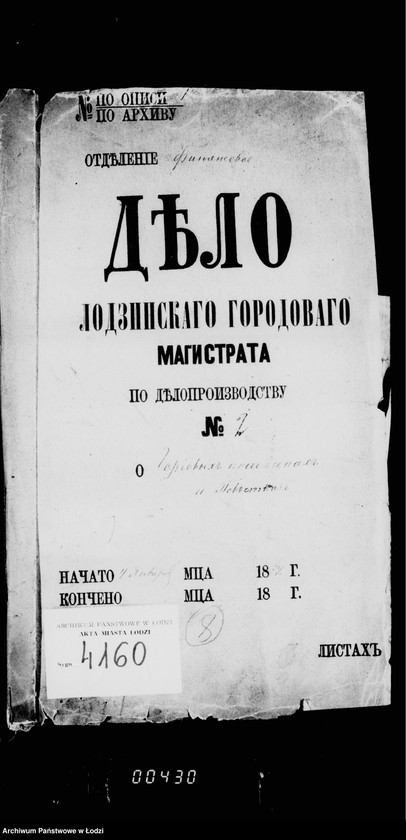 № ПО ОПИСИ
ПО АРХИВУ
ОТДѢЛЕНІЕ
ДѢЛО
ЛОДЗИНСКАГО ГОРОДОВАГО
МАГИСТРАТА
ПО ДѢЛОПРОИЗВОДСТВУ
№ 2
О
и
НАЧАТО МЦА 18 Г.
КОНЧЕНО МЦА 18 Г.
8
ARCHIWUM PAŃSTWOWE W ŁODZI
AKTA MIASTA ŁODZI
Sygn. 4160
ЛИСТАХЪ
00430
Archiwum Państwowe w Łodzi